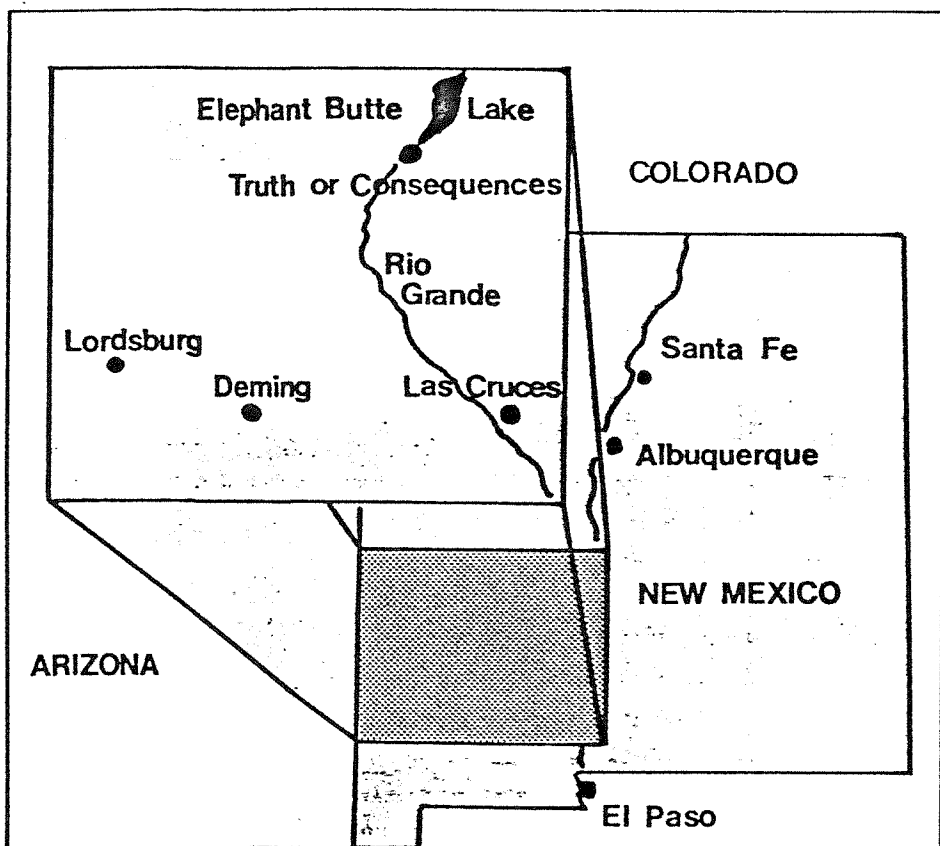 Elephant Butte Lake
Truth or Consequences
COLORADO
Rio
Grande
Lordsburg
Santa Fe
Deming
Las Cruces
Albuquerque
NEW MEXICO
ARIZONA
El Paso